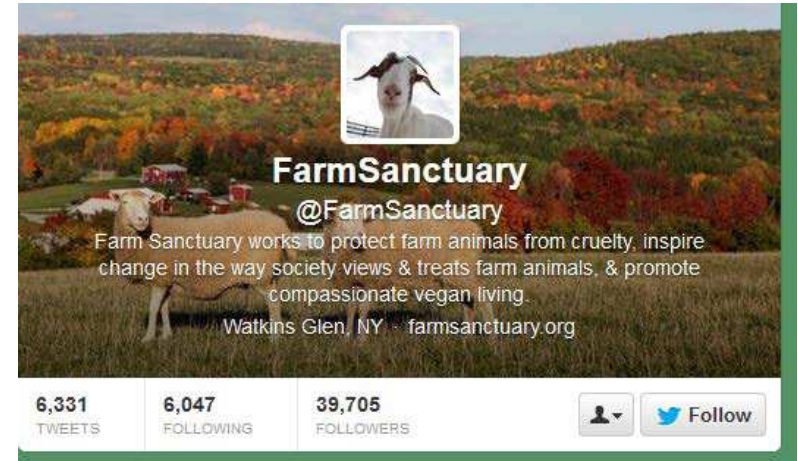 FarmSanctuary
@FarmSanctuary
Farm Sanctuary works to protect farm animals from cruelty, inspire
change in the way society views & treats farm animals, & promote
compassionate vegan living.
Watkins Glen, NY · farmsanctuary.org
6,331
TWEETS
6,047
FOLLOWING
39,705
FOLLOWERS
Follow